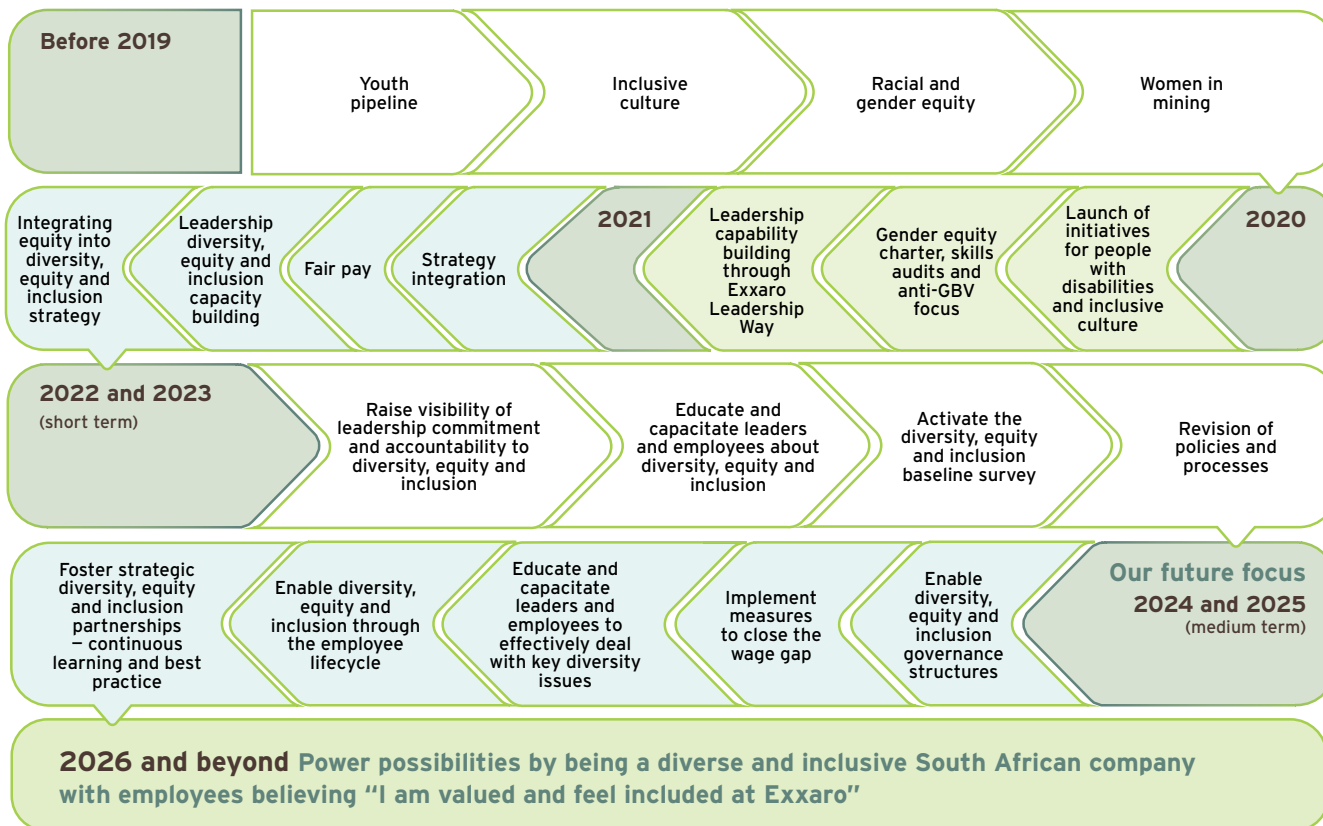 Before 2019
Youth
pipeline
Inclusive
culture
Racial and
gender equity
Women in
mining
2020
Launch of
initiatives
for people
with
disabilities
and inclusive
culture
Gender equity
charter, skills
audits and
anti-GBV
focus
Leadership
capability
building
through
Exxaro
Leadership
Way
2021
Strategy
integration
Fair pay
Leadership
diversity,
equity and
inclusion
capacity
building
Integrating
equity into
diversity,
equity and
inclusion
strategy
2022 and 2023
(short term)
Raise visibility of
leadership commitment
and accountability to
diversity, equity and
inclusion
Educate and
capacitate leaders
and employees about
diversity, equity and
inclusion
Activate the
diversity, equity
and inclusion
baseline survey
Revision of
policies and
processes
Our future focus
2024 and 2025
(medium term)
Enable
diversity,
equity and
inclusion
governance
structures
Implement
measures
to close the
wage gap
Educate and
capacitate
leaders and
employees to
effectively deal
with key diversity
issues
Enable diversity,
equity and
inclusion through
the employee
lifecycle
Foster strategic
diversity, equity
and inclusion
partnerships
– continuous
learning and best
practice
2026 and beyond Power possibilities by being a diverse and inclusive South African company
with employees believing “I am valued and feel included at Exxaro”